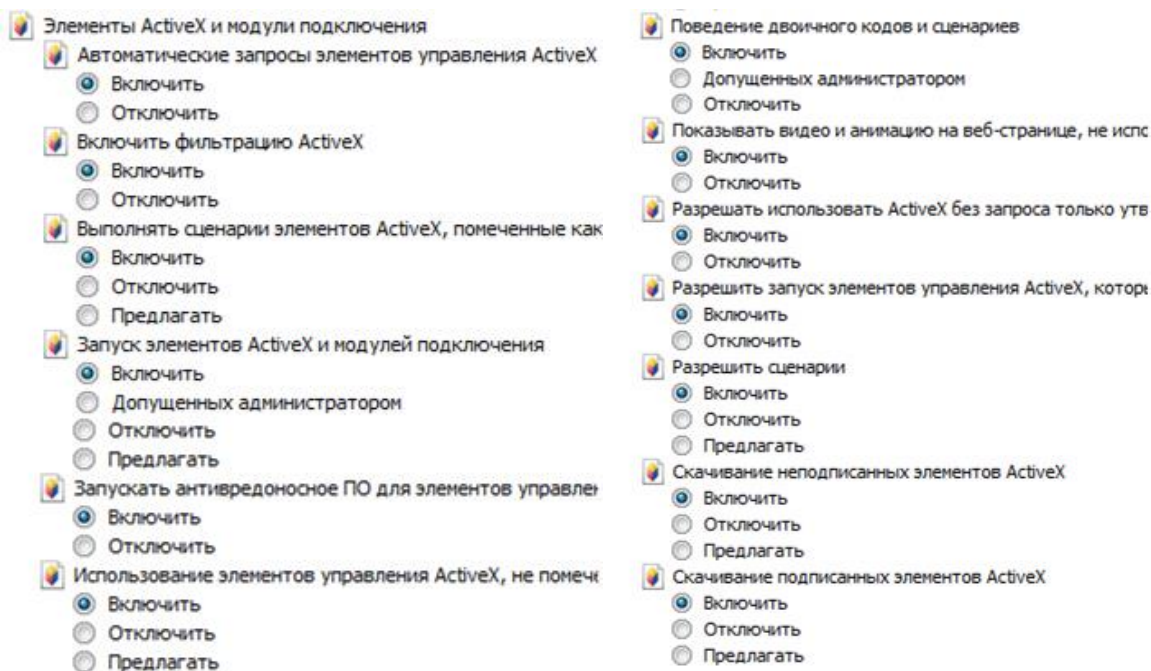 Элементы ActiveX и модули подключения
Автоматические запросы элементов управления ActiveX
Включить
Отключить
Включить фильтрацию ActiveX
Включить
Отключить
Выполнять сценарии элементов ActiveX, помеченные как
Включить
Отключить
Предлагать
Запуск элементов ActiveX и модулей подключения
Включить
Допущенных администратором
Отключить
Предлагать
Запускать антивредоносное ПО для элементов
Включить
Отключить
Использование элементов управления ActiveX, не
Включить
Отключить
Предлагать
Поведение двоичного кодов и сценариев
Включить
Допущенных администратором
Отключить
Показывать видео и анимацию на веб-странице, не
Включить
Отключить
Разрешать использовать ActiveX без запроса только
Включить
Отключить
Разрешить запуск элементов управления ActiveX,
Включить
Отключить
Разрешить сценарии
Включить
Отключить
Предлагать
Скачивание неподписанных элементов ActiveX
Включить
Отключить
Предлагать
Скачивание подписанных элементов ActiveX
Включить
Отключить
Предлагать